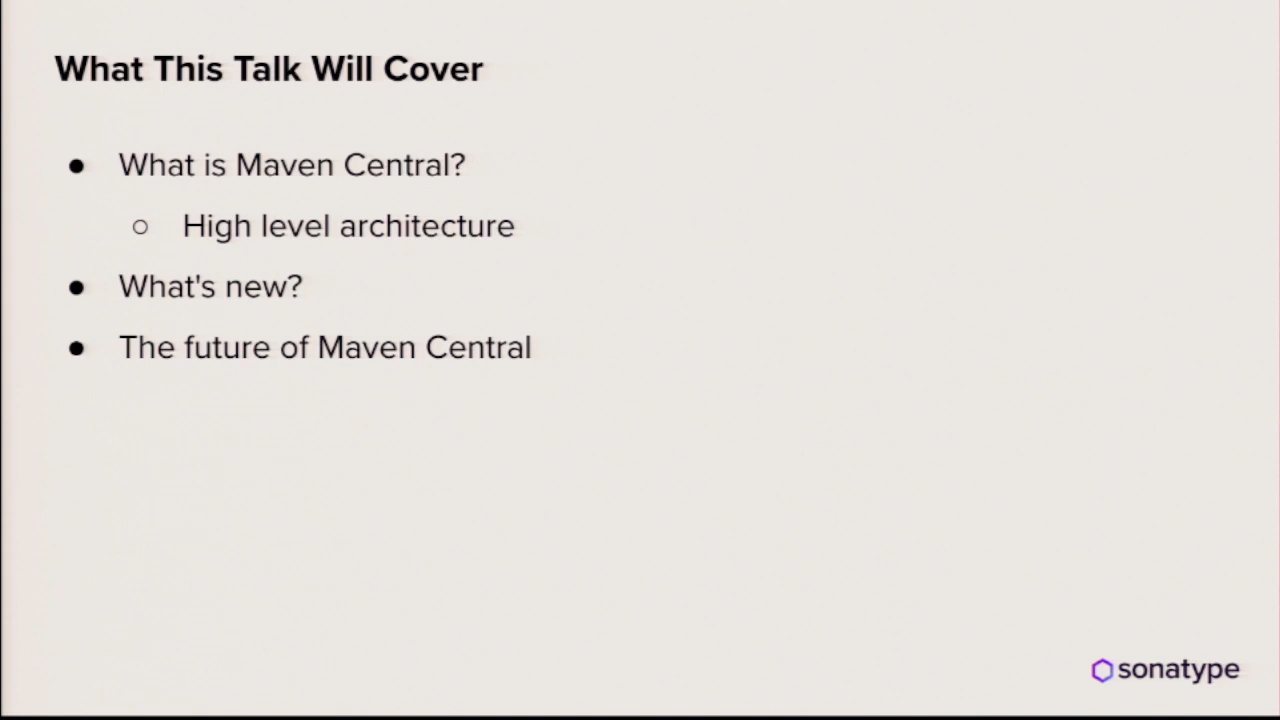 What This Talk Will Cover
● What is Maven Central?
○ High level architecture
● What's new?
● The future of Maven Central
sonatype